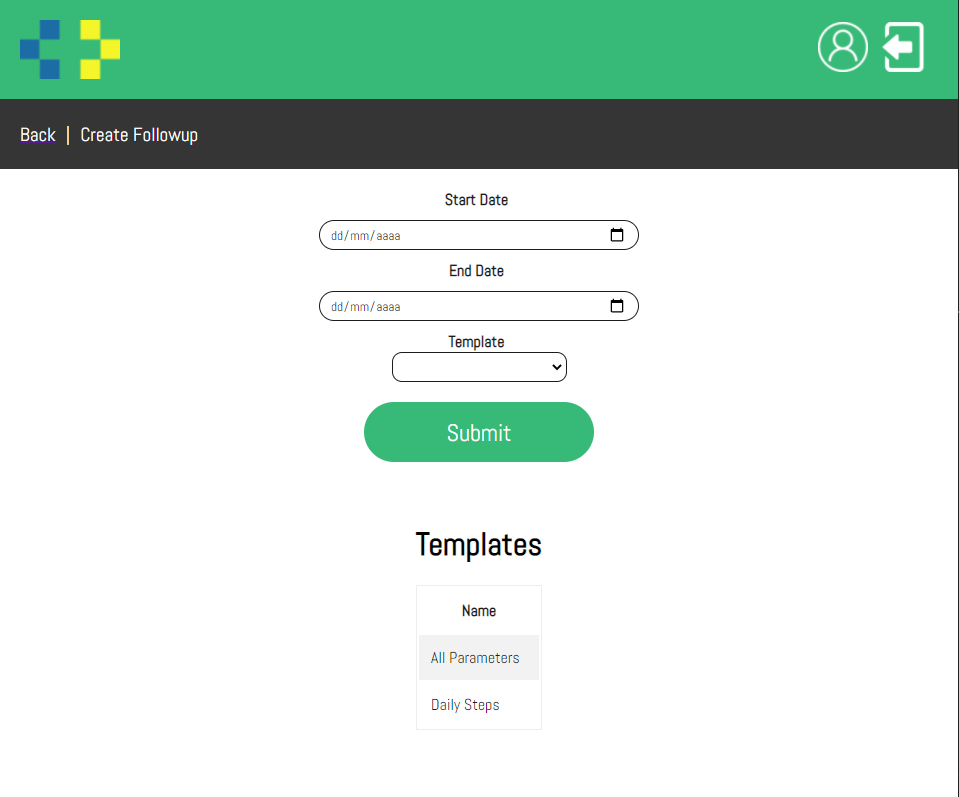 Back | Create Followup
Start Date
dd/mm/aaaa
End Date
dd/mm/aaaa
Template
Submit
Templates
Name
All Parameters
Daily Steps